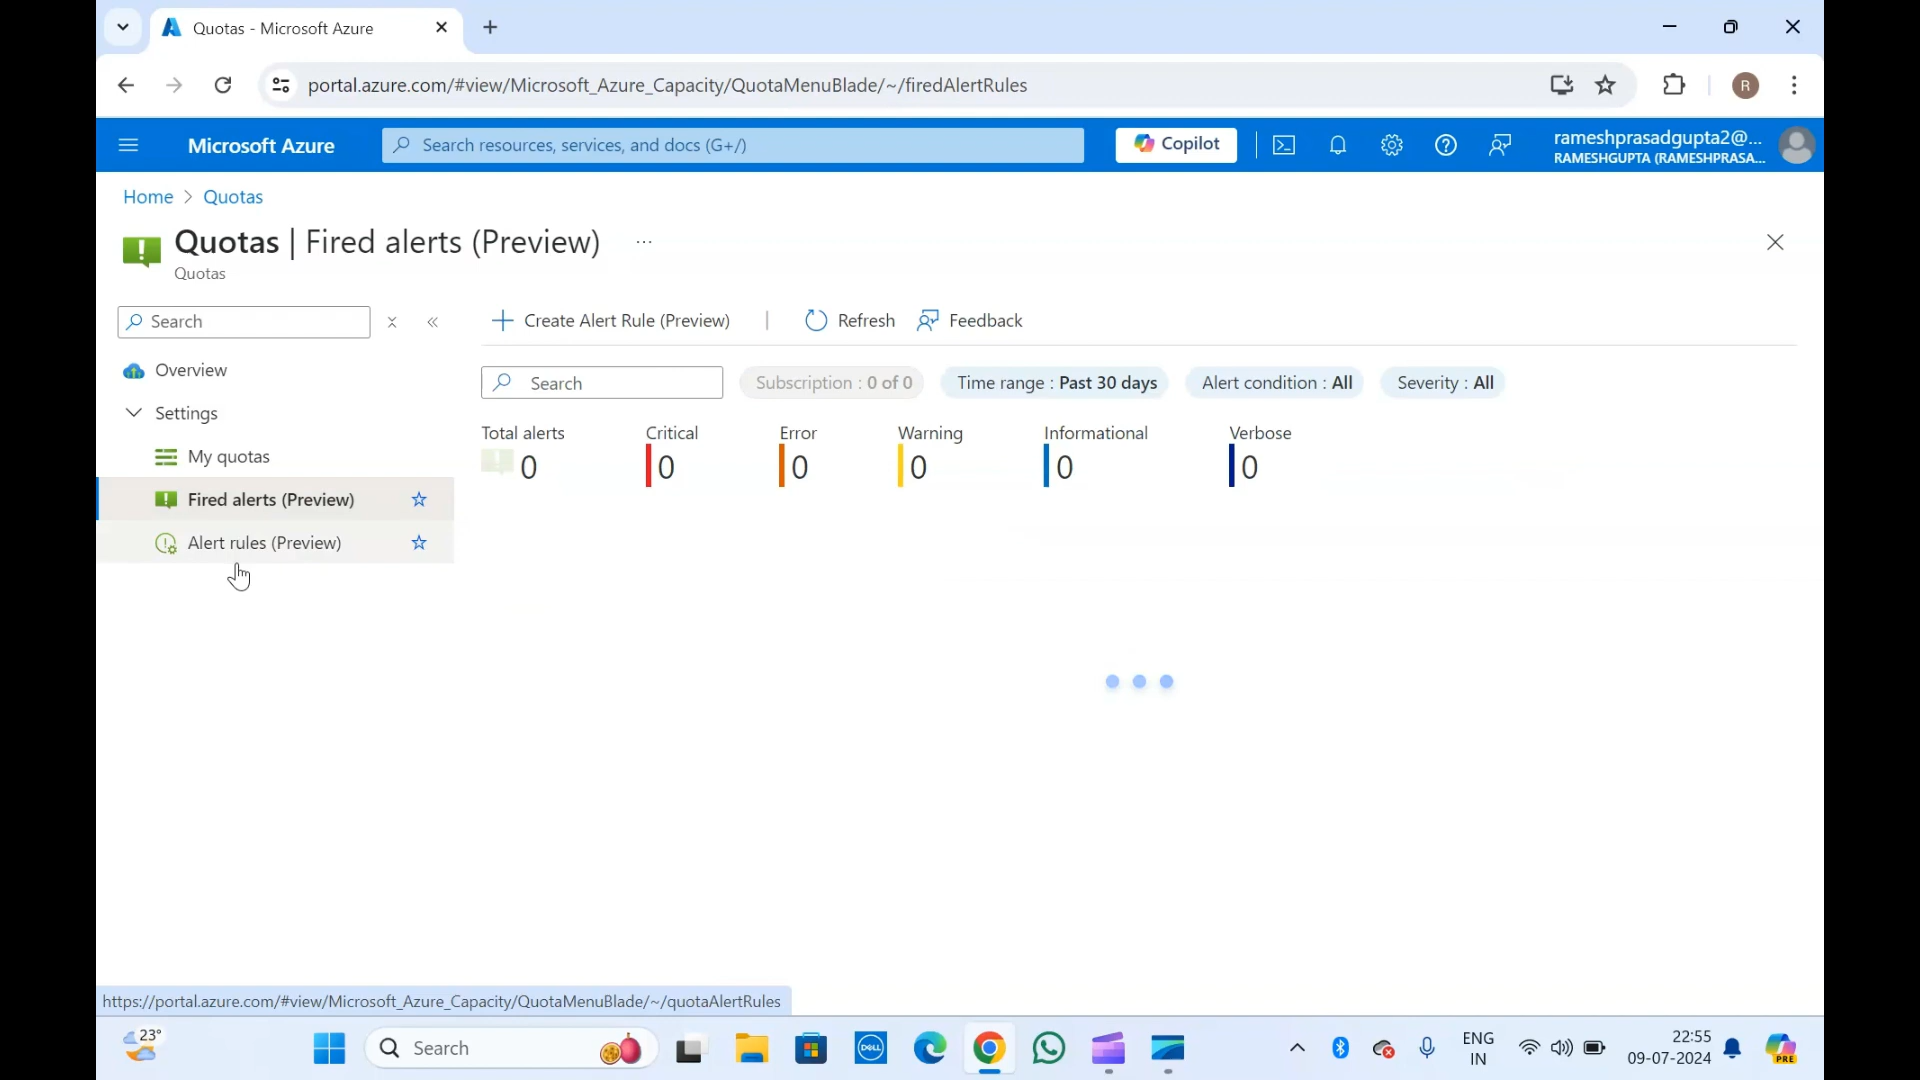 Quotas - Microsoft Azure
portal.azure.com/#view/Microsoft_Azure_Capacity/QuotaMenuBlade/~/firedAlertRules
R
Microsoft Azure
Search resources, services, and docs (G+/)
Copilot
rameshprasadgupta2@...
RAMESHGUPTA (RAMESHPRASA...
Home > Quotas
Quotas | Fired alerts (Preview) ...
Quotas
Search
Overview
Settings
My quotas
Fired alerts (Preview)
Alert rules (Preview)
Create Alert Rule (Preview) | Refresh Feedback
Search
Subscription : 0 of 0
Time range : Past 30 days
Alert condition : All
Severity : All
Total alerts Critical Error Warning Informational Verbose
0 0 0 0 0 0
https://portal.azure.com/#view/Microsoft_Azure_Capacity/QuotaMenuBlade/~/quotaAlertRules
23°
Search
DELL
ENG
IN
22:55
09-07-2024
PRE